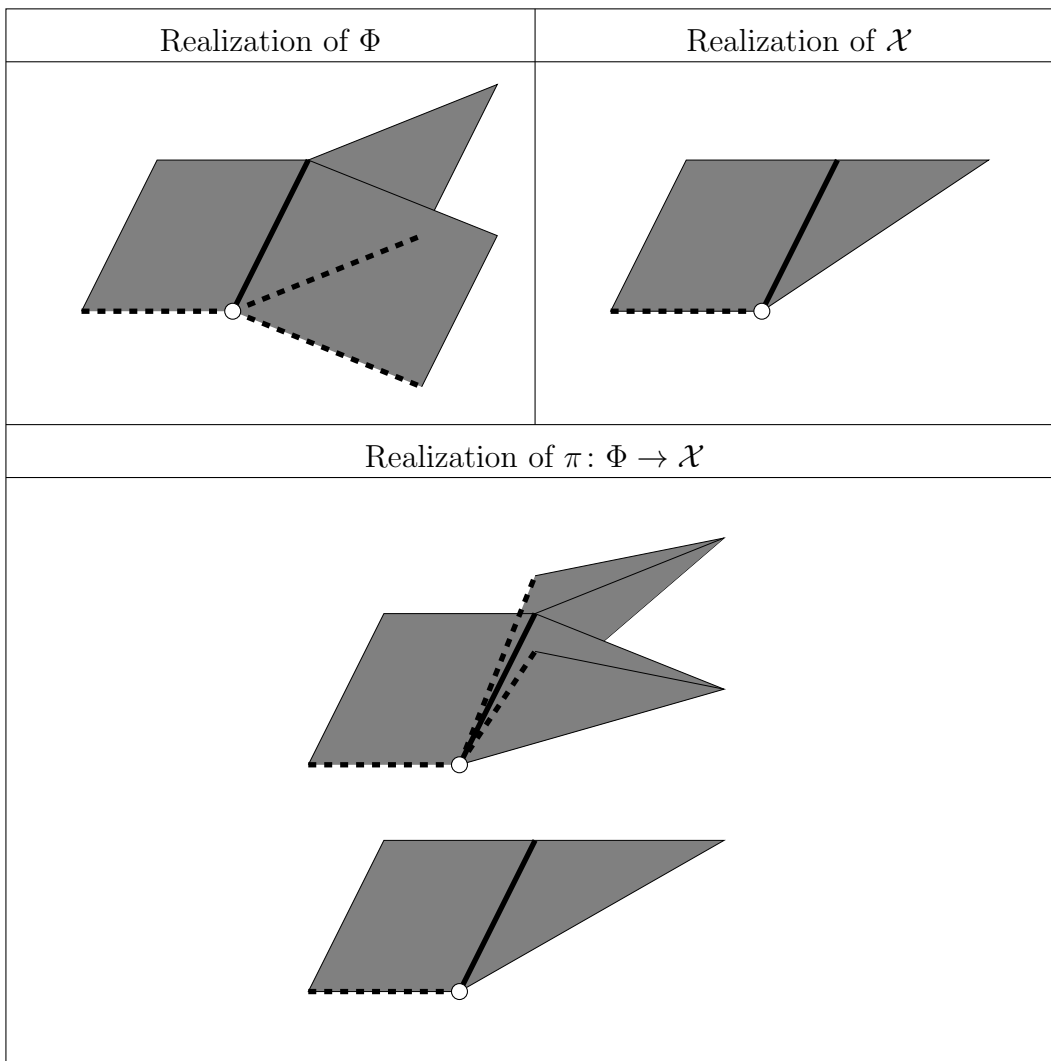 Realization of Φ
Realization of 𝒳
Realization of π: Φ → 𝒳